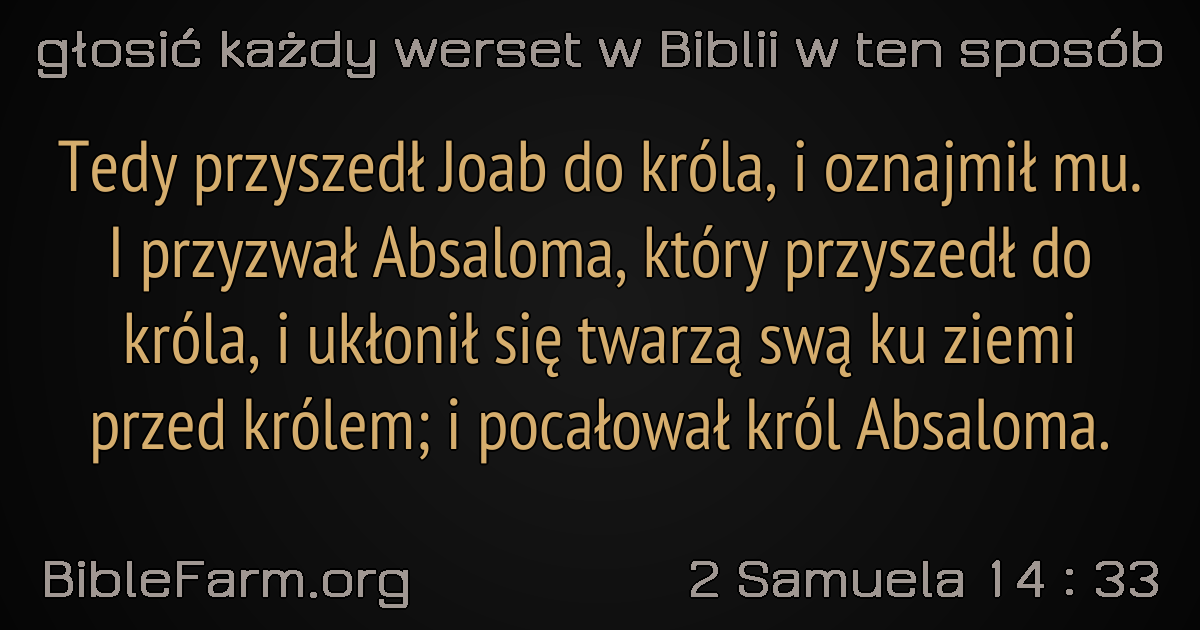 głosić każdy werset w Biblii w ten sposób
Tedy przyszedł Joab do króla, i oznajmił mu.
I przyzwał Absaloma, który przyszedł do
króla, i ukłonił się twarzą swą ku ziemi
przed królem; i pocałował król Absaloma.
BibleFarm.org
2 Samuela 14 : 33